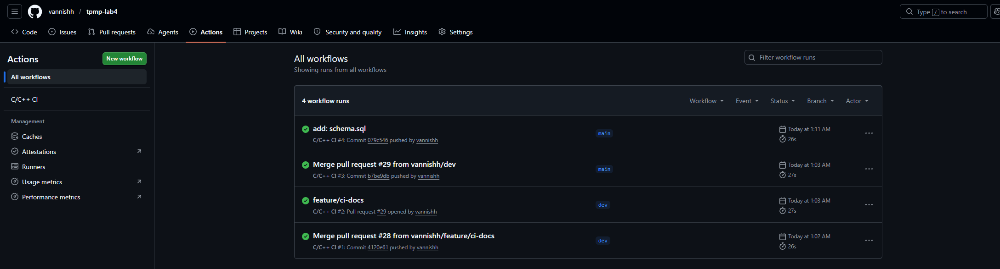 vannishh / tpmp-lab4
Type / to search
Code Issues Pull requests Agents Actions Projects Wiki Security and quality Insights Settings
Actions
New workflow
All workflows
C/C++ CI
Management
Caches
Attestations
Runners
Usage metrics
Performance metrics
All workflows
Showing runs from all workflows
Filter workflow runs
4 workflow runs
Workflow Event Status Branch Actor
add: schema.sql
C/C++ CI #4: Commit 079c546 pushed by vannishh
main
Today at 1:11 AM
26s
Merge pull request #29 from vannishh/dev
C/C++ CI #3: Commit b7be9db pushed by vannishh
main
Today at 1:03 AM
27s
feature/ci-docs
C/C++ CI #2: Pull request #29 opened by vannishh
dev
Today at 1:03 AM
27s
Merge pull request #28 from vannishh/feature/ci-docs
C/C++ CI #1: Commit 4120e61 pushed by vannishh
dev
Today at 1:02 AM
26s